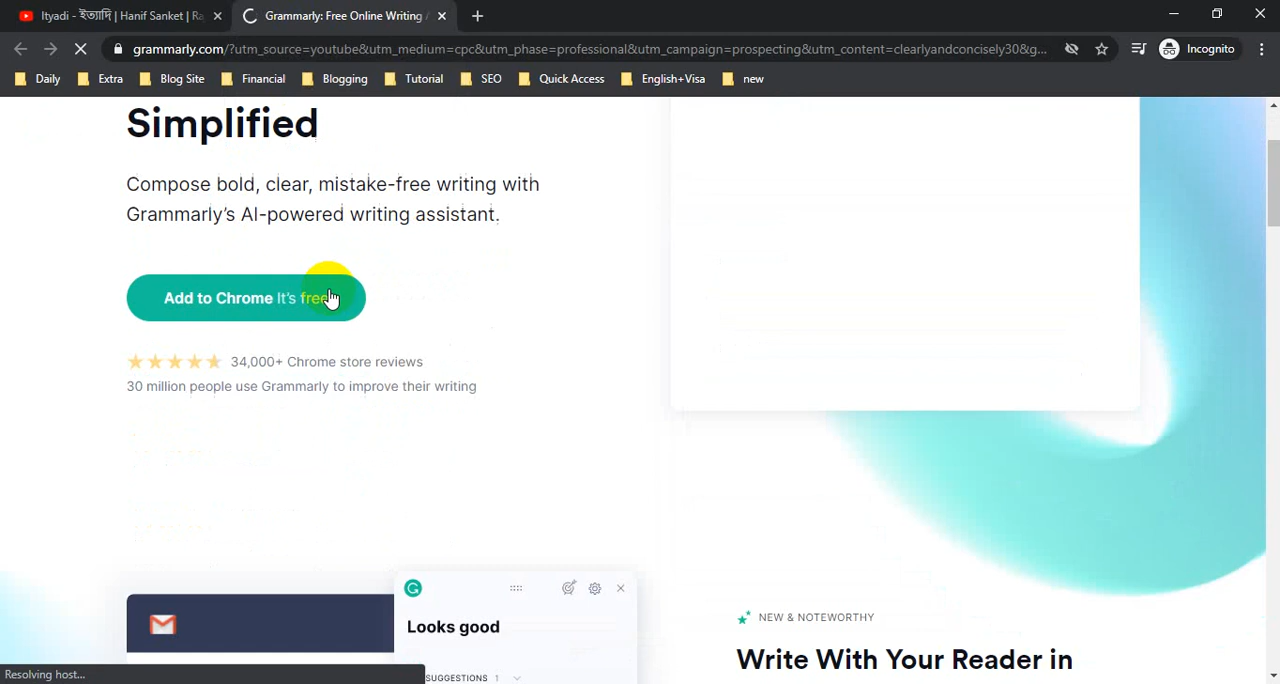 Ityadi - ইত্যাদি | Hanif Sanket | Ra
Grammarly: Free Online Writing
grammarly.com/?utm_source=youtube&utm_medium=cpc&utm_phase=professional&utm_campaign=prospecting&utm_content=clearlyandconcisely30&g...
Incognito
Daily Extra Blog Site Financial Blogging Tutorial SEO Quick Access English+Visa new
Simplified
Compose bold, clear, mistake-free writing with
Grammarly's AI-powered writing assistant.
Add to Chrome It's free
34,000+ Chrome store reviews
30 million people use Grammarly to improve their writing
Looks good
SUGGESTIONS 1
NEW & NOTEWORTHY
Write With Your Reader in
Resolving host...